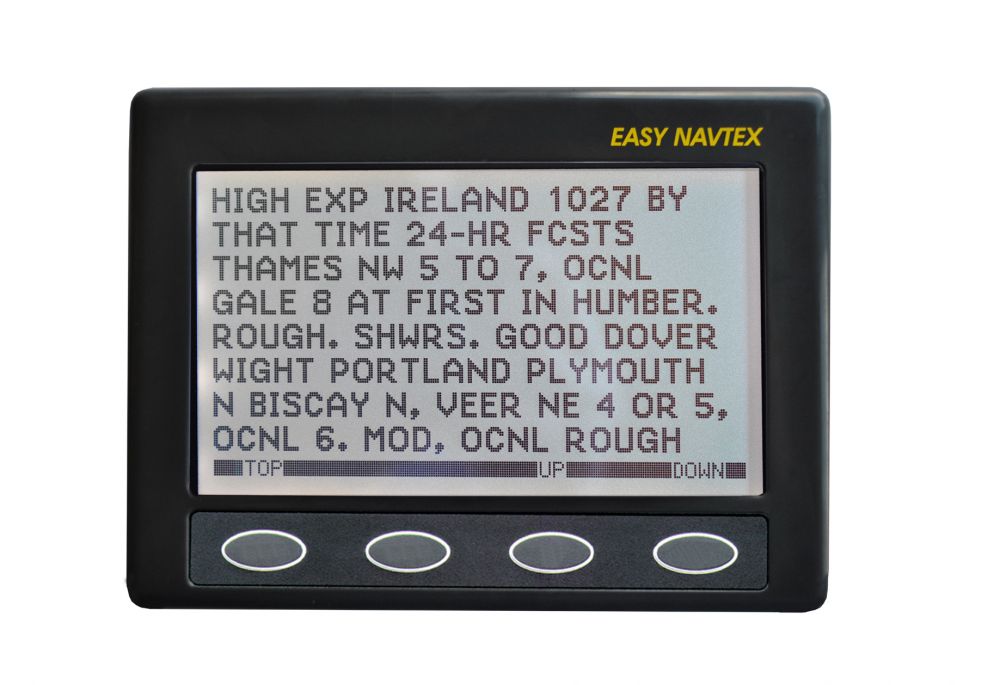 EASY NAVTEX
HIGH EXP IRELAND 1027 BY
THAT TIME 24-HR FCSTS
THAMES NW 5 TO 7, OCNL
GALE 8 AT FIRST IN HUMBER.
ROUGH. SHWRS. GOOD DOVER
WIGHT PORTLAND PLYMOUTH
N BISCAY N, VEER NE 4 OR 5,
OCNL 6. MOD, OCNL ROUGH
TOP UP DOWN